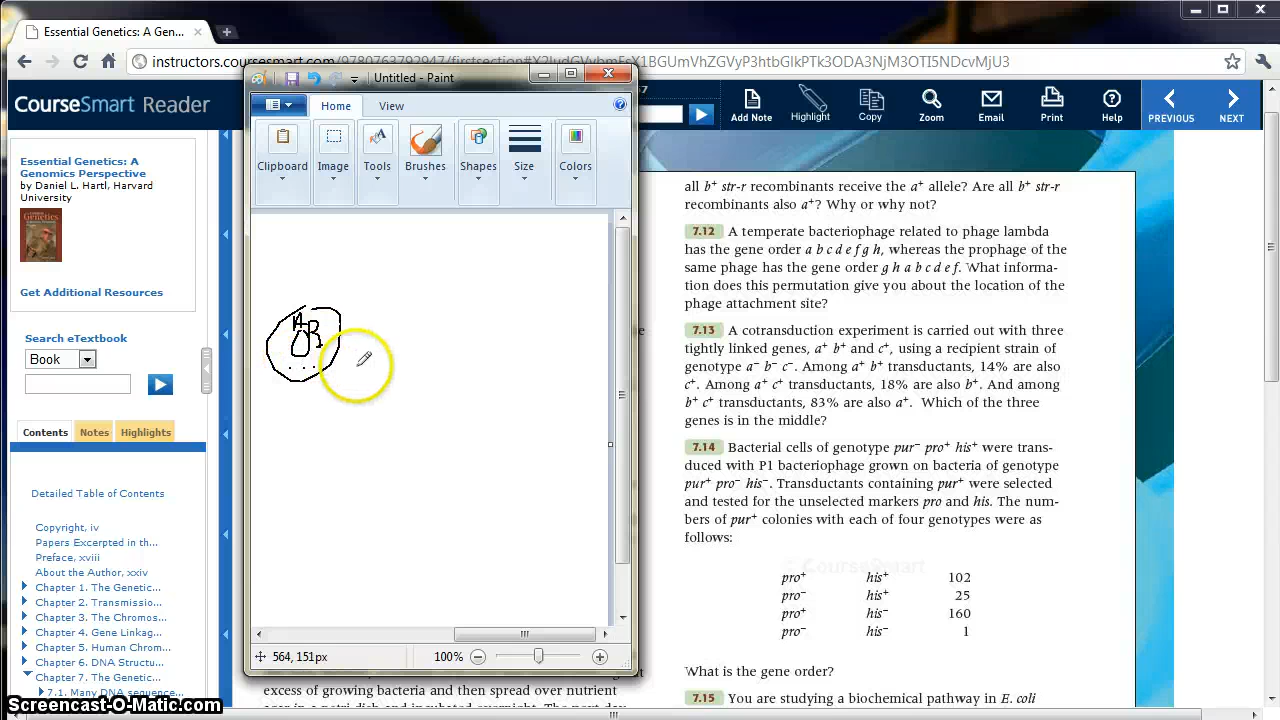 Essential Genetics: A Gen...
instructors.coursesmart.com/
Untitled - Paint
CourseSmart Reader
Home View
Add Note Highlight Copy Zoom Email Print Help PREVIOUS NEXT
Clipboard Image Tools Brushes Shapes Size Colors
Essential Genetics: A
Genomics Perspective
by Daniel L. Hartl, Harvard
University
Get Additional Resources
Search eTextbook
Book
Contents Notes Highlights
Detailed Table of Contents
Copyright, iv
Papers Excerpted in th...
Preface, xviii
About the Author, xxiv
Chapter 1. The Genetic...
Chapter 2. Transmissio...
Chapter 3. The Chromos...
Chapter 4. Gene Linkag...
Chapter 5. Human Chrom...
Chapter 6. DNA Structu...
Chapter 7. The Genetic...
7.1. Many DNA sequence...
A
R
564, 151px 100%
all b⁺ str-r recombinants receive the a⁺ allele? Are all b⁺ str-r
recombinants also a⁺? Why or why not?
7.12 A temperate bacteriophage related to phage lambda
has the gene order a b c d e f g h, whereas the prophage of the
same phage has the gene order g h a b c d e f. What informa-
tion does this permutation give you about the location of the
phage attachment site?
7.13 A cotransduction experiment is carried out with three
tightly linked genes, a⁺ b⁺ and c⁺, using a recipient strain of
genotype a⁻ b⁻ c⁻. Among a⁺ b⁺ transductants, 14% are also
c⁺. Among a⁺ c⁺ transductants, 18% are also b⁺. And among
b⁺ c⁺ transductants, 83% are also a⁺. Which of the three
genes is in the middle?
7.14 Bacterial cells of genotype pur⁻ pro⁺ his⁺ were trans-
duced with P1 bacteriophage grown on bacteria of genotype
pur⁺ pro⁻ his⁻. Transductants containing pur⁺ were selected
and tested for the unselected markers pro and his. The num-
bers of pur⁺ colonies with each of four genotypes were as
follows:
CourseSmart
pro⁺ his⁺ 102
pro⁻ his⁺ 25
pro⁺ his⁻ 160
pro⁻ his⁻ 1
What is the gene order?
7.15 You are studying a biochemical pathway in E. coli
excess of growing bacteria and then spread over nutrient
Screencast-O-Matic.com